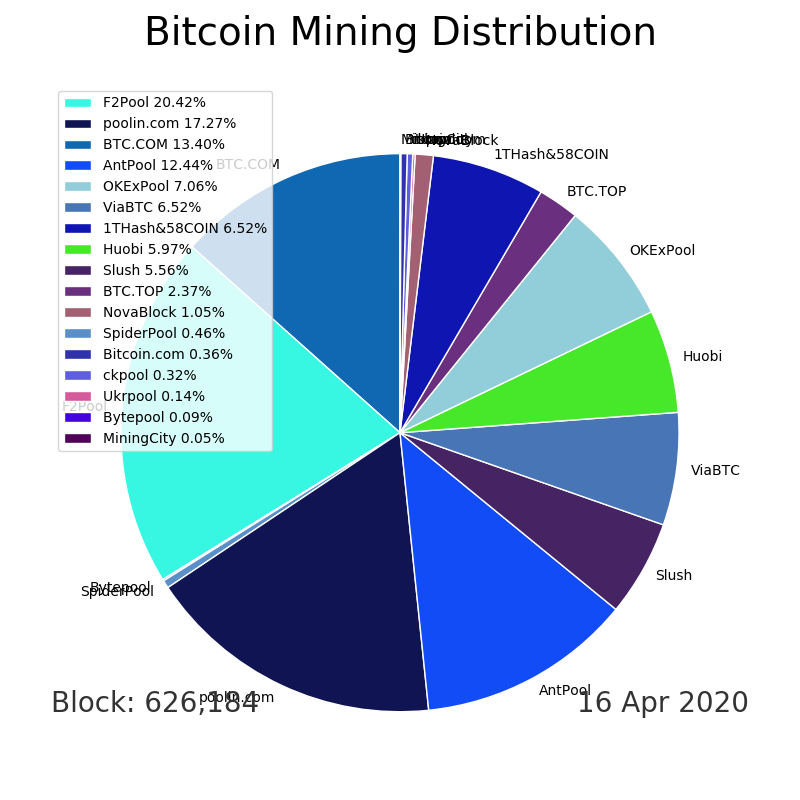 Bitcoin Mining Distribution
F2Pool 20.42%
poolin.com 17.27%
BTC.COM 13.40%
AntPool 12.44%
OKExPool 7.06%
ViaBTC 6.52%
1THash&58COIN 6.52%
Huobi 5.97%
Slush 5.56%
BTC.TOP 2.37%
NovaBlock 1.05%
SpiderPool 0.46%
Bitcoin.com 0.36%
ckpool 0.32%
Ukrpool 0.14%
Bytepool 0.09%
MiningCity 0.05%
BTC.COM
F2Pool
Bytepool
SpiderPool
poolin.com
AntPool
Slush
ViaBTC
Huobi
OKExPool
BTC.TOP
1THash&58COIN
NovaBlock
Block: 626,184
16 Apr 2020